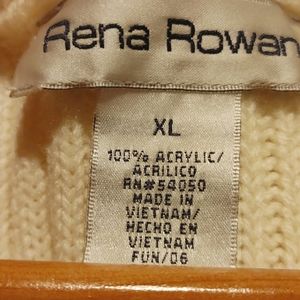 Rena Rowan
XL
100% ACRYLIC/
ACRILICO
RN#54050
MADE IN
VIETNAM/
HECHO EN
VIETNAM
FUN/06